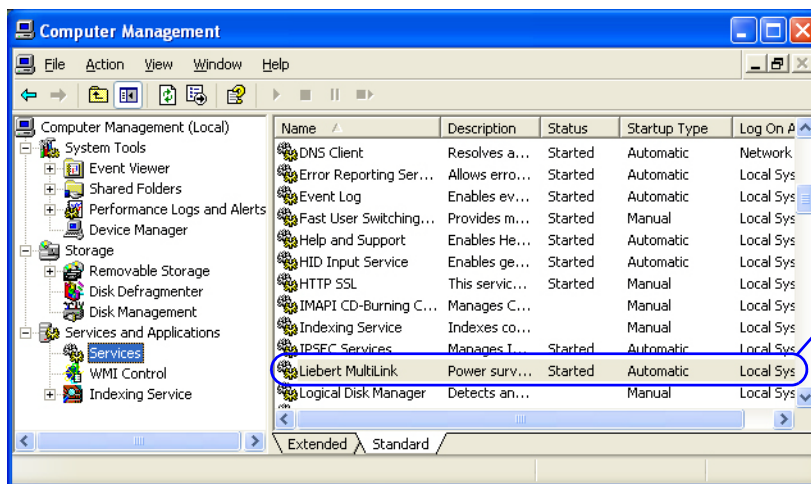 Computer Management
File Action View Window Help
Computer Management (Local)
System Tools
Event Viewer
Shared Folders
Performance Logs and Alerts
Device Manager
Storage
Removable Storage
Disk Defragmenter
Disk Management
Services and Applications
Services
WMI Control
Indexing Service
Name Description Status Startup Type Log On A
DNS Client Resolves a... Started Automatic Network
Error Reporting Ser... Allows erro... Started Automatic Local Sys
Event Log Enables ev... Started Automatic Local Sys
Fast User Switching... Provides m... Started Manual Local Sys
Help and Support Enables He... Started Automatic Local Sys
HID Input Service Enables ge... Started Automatic Local Sys
HTTP SSL This servic... Started Manual Local Sys
IMAPI CD-Burning C... Manages C... Manual Local Sys
Indexing Service Indexes co... Manual Local Sys
IPSEC Services Manages I... Started Automatic Local Sys
Liebert MultiLink Power surv... Started Automatic Local Sys
Logical Disk Manager Detects an... Manual Local Sys
Extended Standard